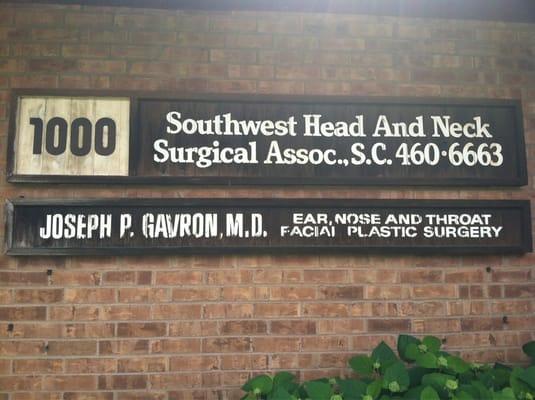 1000
Southwest Head And Neck
Surgical Assoc., S.C. 460·6663
JOSEPH P. GAVRON, M.D.
EAR, NOSE AND THROAT
FACIAL PLASTIC SURGERY